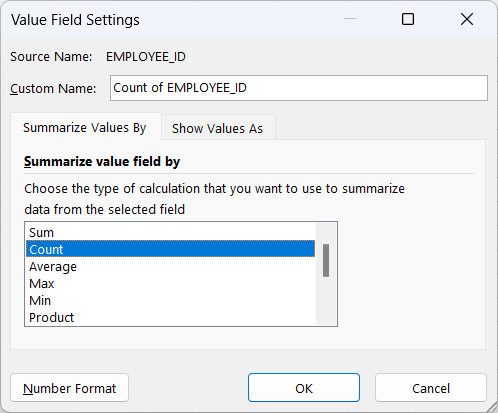 Value Field Settings
Source Name: EMPLOYEE_ID
Custom Name: Count of EMPLOYEE_ID
Summarize Values By Show Values As
Summarize value field by
Choose the type of calculation that you want to use to summarize
data from the selected field
Sum
Count
Average
Max
Min
Product
Number Format OK Cancel